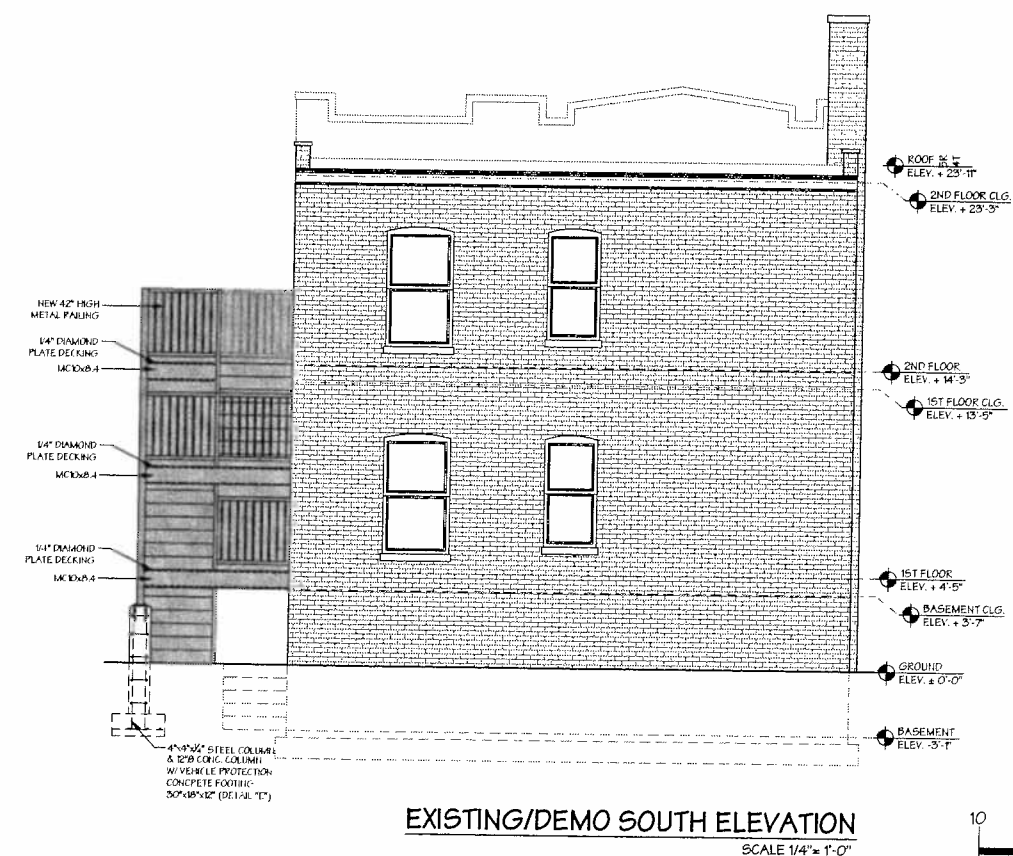 ROOF
ELEV. + 23'-11"
2ND FLOOR CLG.
ELEV. + 23'-3"
NEW 42" HIGH
METAL RAILING
1/4" DIAMOND
PLATE DECKING
MC10x8.4
2ND FLOOR
ELEV. + 14'-3"
1ST FLOOR CLG.
ELEV. + 13'-5"
1/4" DIAMOND
PLATE DECKING
MC10x8.4
1/4" DIAMOND
PLATE DECKING
MC10x8.4
1ST FLOOR
ELEV. + 4'-5"
BASEMENT CLG.
ELEV. + 3'-7"
GROUND
ELEV. ± 0'-0"
BASEMENT
ELEV. -3'-1"
4"x4"x¼" STEEL COLUMN
& 12"Ø CONC. COLUMN
W/ VEHICLE PROTECTION
CONCRETE FOOTING
30"x18"x12" (DETAIL "E")
EXISTING/DEMO SOUTH ELEVATION
SCALE 1/4"= 1'-0"
10